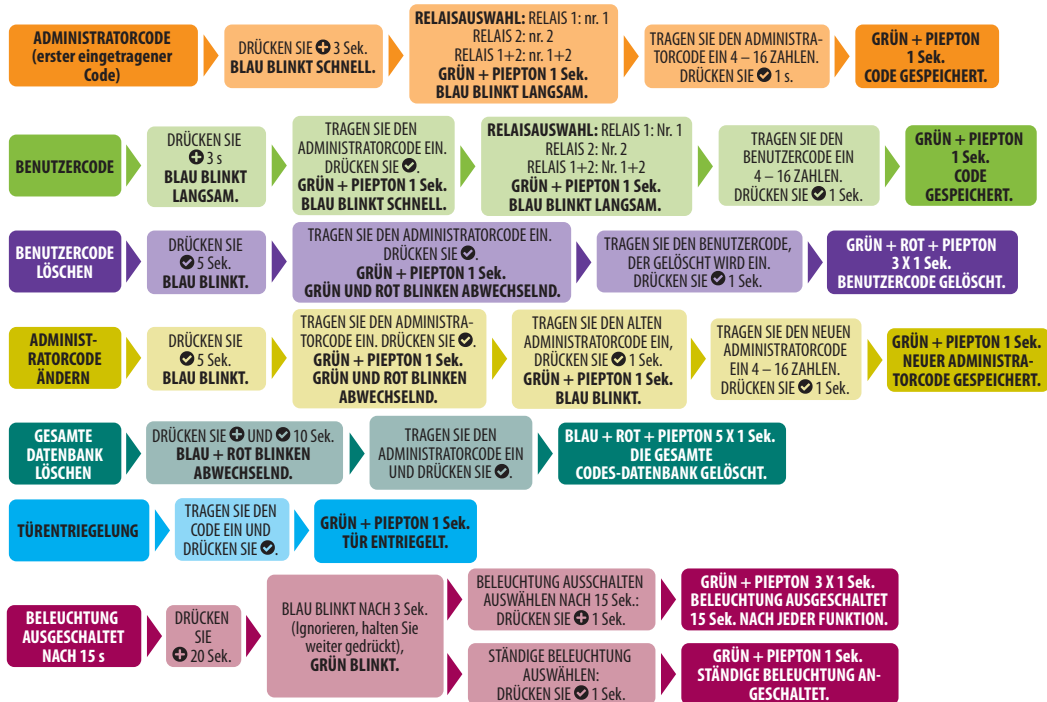 ADMINISTRATORCODE
(erster eingetragener
Code)
DRÜCKEN SIE ➕ 3 Sek.
BLAU BLINKT SCHNELL.
RELAISAUSWAHL: RELAIS 1: nr. 1
RELAIS 2: nr. 2
RELAIS 1+2: nr. 1+2
GRÜN + PIEPTON 1 Sek.
BLAU BLINKT LANGSAM.
TRAGEN SIE DEN ADMINISTRA-
TORCODE EIN 4 – 16 ZAHLEN.
DRÜCKEN SIE ✔ 1 s.
GRÜN + PIEPTON
1 Sek.
CODE GESPEICHERT.
BENUTZERCODE
DRÜCKEN SIE
➕ 3 s
BLAU BLINKT
LANGSAM.
TRAGEN SIE DEN
ADMINISTRATORCODE EIN.
DRÜCKEN SIE ✔.
GRÜN + PIEPTON 1 Sek.
BLAU BLINKT SCHNELL.
RELAISAUSWAHL: RELAIS 1: Nr. 1
RELAIS 2: Nr. 2
RELAIS 1+2: Nr. 1+2
GRÜN + PIEPTON 1 Sek.
BLAU BLINKT LANGSAM.
TRAGEN SIE DEN
BENUTZERCODE EIN
4 – 16 ZAHLEN.
DRÜCKEN SIE ✔ 1 Sek.
GRÜN + PIEPTON
1 Sek.
CODE
GESPEICHERT.
BENUTZERCODE
LÖSCHEN
DRÜCKEN SIE
✔ 5 Sek.
BLAU BLINKT.
TRAGEN SIE DEN ADMINISTRATORCODE EIN.
DRÜCKEN SIE ✔.
GRÜN + PIEPTON 1 Sek.
GRÜN UND ROT BLINKEN ABWECHSELND.
TRAGEN SIE DEN BENUTZERCODE,
DER GELÖSCHT WIRD EIN.
DRÜCKEN SIE ✔ 1 Sek.
GRÜN + ROT + PIEPTON
3 X 1 Sek.
BENUTZERCODE GELÖSCHT.
ADMINIST-
RATORCODE
ÄNDERN
DRÜCKEN SIE
✔ 5 Sek.
BLAU BLINKT.
TRAGEN SIE DEN ADMINISTRA-
TORCODE EIN. DRÜCKEN SIE ✔.
GRÜN + PIEPTON 1 Sek.
GRÜN UND ROT BLINKEN
ABWECHSELND.
TRAGEN SIE DEN ALTEN
ADMINISTRATORCODE EIN,
DRÜCKEN SIE ✔ 1 Sek.
GRÜN + PIEPTON 1 Sek.
BLAU BLINKT.
TRAGEN SIE DEN NEUEN
ADMINISTRATORCODE
EIN 4 – 16 ZAHLEN.
DRÜCKEN SIE ✔ 1 Sek.
GRÜN + PIEPTON 1 Sek.
NEUER ADMINISTRA-
TORCODE GESPEICHERT.
GESAMTE
DATENBANK
LÖSCHEN
DRÜCKEN SIE ➕ UND ✔ 10 Sek.
BLAU + ROT BLINKEN
ABWECHSELND.
TRAGEN SIE DEN
ADMINISTRATORCODE EIN
UND DRÜCKEN SIE ✔.
BLAU + ROT + PIEPTON 5 X 1 Sek.
DIE GESAMTE
CODES-DATENBANK GELÖSCHT.
TÜRENTRIEGELUNG
TRAGEN SIE DEN
CODE EIN UND
DRÜCKEN SIE ✔.
GRÜN + PIEPTON 1 Sek.
TÜR ENTRIEGELT.
BELEUCHTUNG
AUSGESCHALTET
NACH 15 s
DRÜCKEN
SIE
➕ 20 Sek.
BLAU BLINKT NACH 3 Sek.
(Ignorieren, halten Sie
weiter gedrückt),
GRÜN BLINKT.
BELEUCHTUNG AUSSCHALTEN
AUSWÄHLEN NACH 15 Sek.:
DRÜCKEN SIE ➕ 1 Sek.
GRÜN + PIEPTON 3 X 1 Sek.
BELEUCHTUNG AUSGESCHALTET
15 Sek. NACH JEDER FUNKTION.
STÄNDIGE BELEUCHTUNG
AUSWÄHLEN:
DRÜCKEN SIE ✔ 1 Sek.
GRÜN + PIEPTON 1 Sek.
STÄNDIGE BELEUCHTUNG AN-
GESCHALTET.